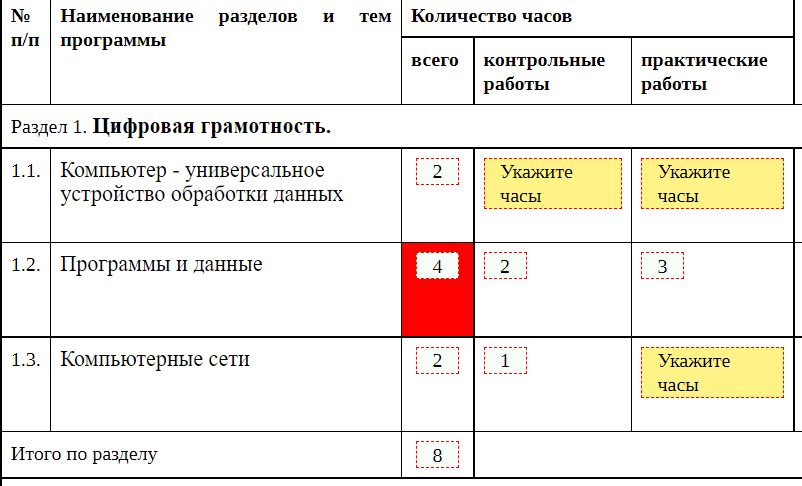 № Наименование разделов и тем Количество часов
п/п программы
всего контрольные практические
работы работы
Раздел 1. Цифровая грамотность.
1.1. Компьютер - универсальное 2 Укажите Укажите
устройство обработки данных часы часы
1.2. Программы и данные 4 2 3
1.3. Компьютерные сети 2 1 Укажите
часы
Итого по разделу 8